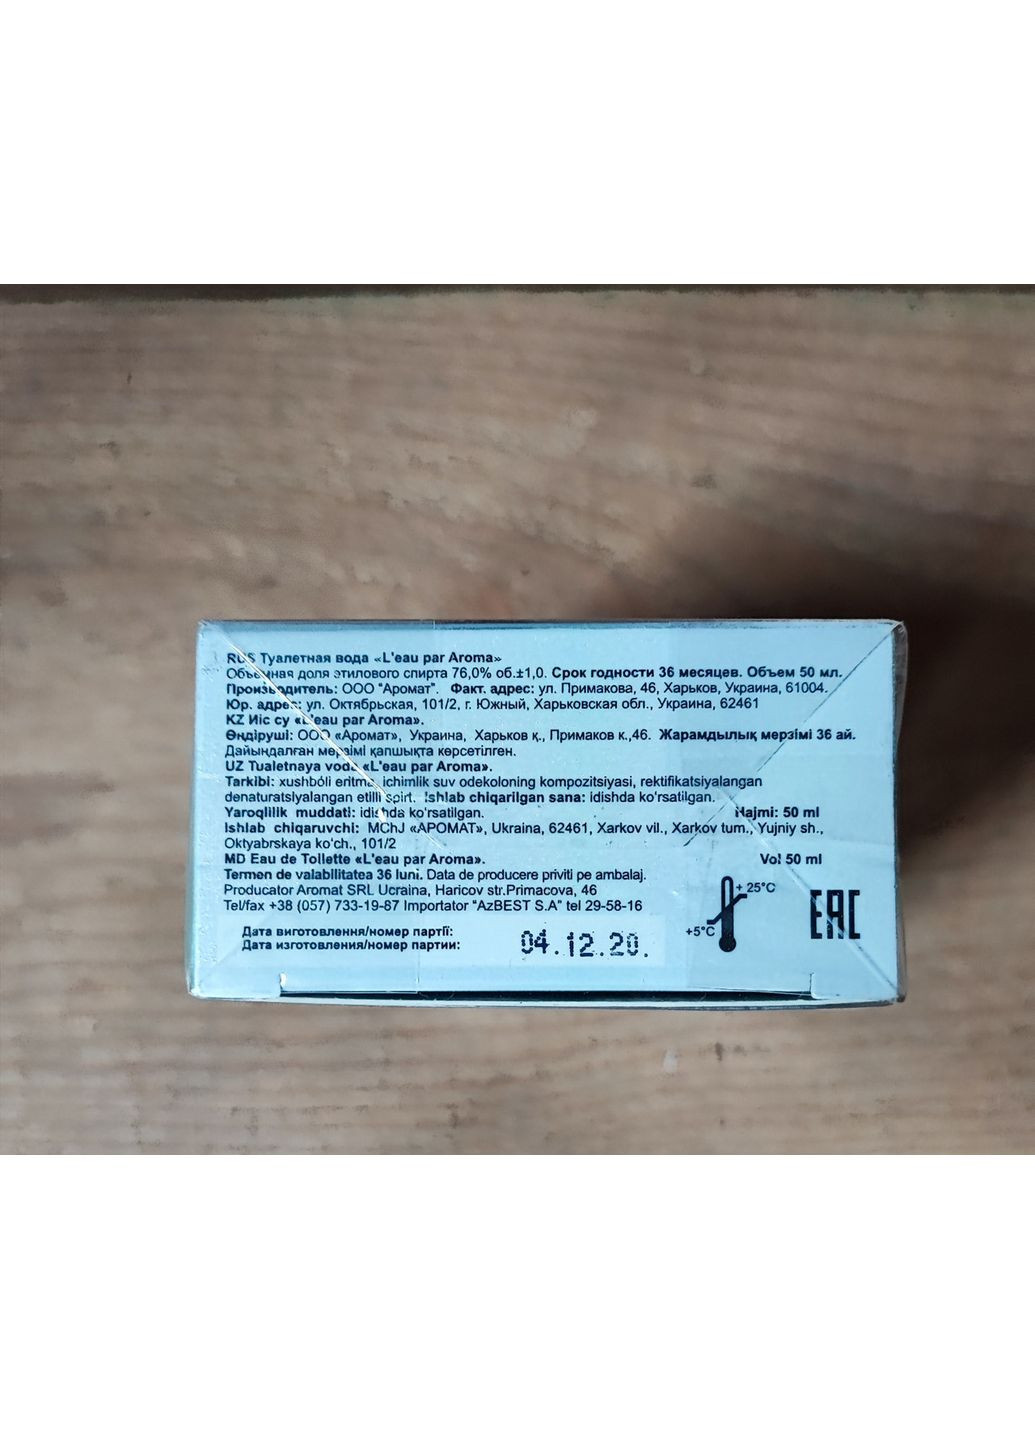 RUS Туалетная вода «L'eau par Aroma»
Объемная доля этилового спирта 76,0% об.±1,0. Срок годности 36 месяцев. Объем 50 мл.
Производитель: ООО "Аромат". Факт. адрес: ул. Примакова, 46, Харьков, Украина, 61004.
Юр. адрес: ул. Октябрьская, 101/2, г. Южный, Харьковская обл., Украина, 62461
KZ Иіс су «L'eau par Aroma».
Өндіруші: ООО «Аромат», Украина, Харьков қ., Примаков к.,46. Жарамдылық мерзімі 36 ай.
Дайындалған мерзімі қапшықта көрсетілген.
UZ Tualetnaya voda «L'eau par Aroma».
Tarkibi: xushbóli eritma, ichimlik suv odekoloning kompozitsiyasi, rektifikatsiyalangan
denaturatsiyalangan etilli spirt. Ishlab chiqarilgan sana: idishda ko'rsatilgan.
Yaroqlilik muddati: idishda ko'rsatilgan. Hajmi: 50 ml
Ishlab chiqaruvchi: MChJ «АРОМАТ», Ukraina, 62461, Xarkov vil., Xarkov tum., Yujniy sh.,
Oktyabrskaya ko'ch., 101/2
MD Eau de Toilette «L'eau par Aroma». Vol 50 ml
Termen de valabilitatea 36 luni. Data de producere priviti pe ambalaj.
Producator Aromat SRL Ucraina, Haricov str.Primacova, 46
Tel/fax +38 (057) 733-19-87 Importator "AzBEST S.A" tel 29-58-16
+ 25°C
+5°C
EAC
Дата виготовлення/номер партії:
Дата изготовления/номер партии:
04.12.20.